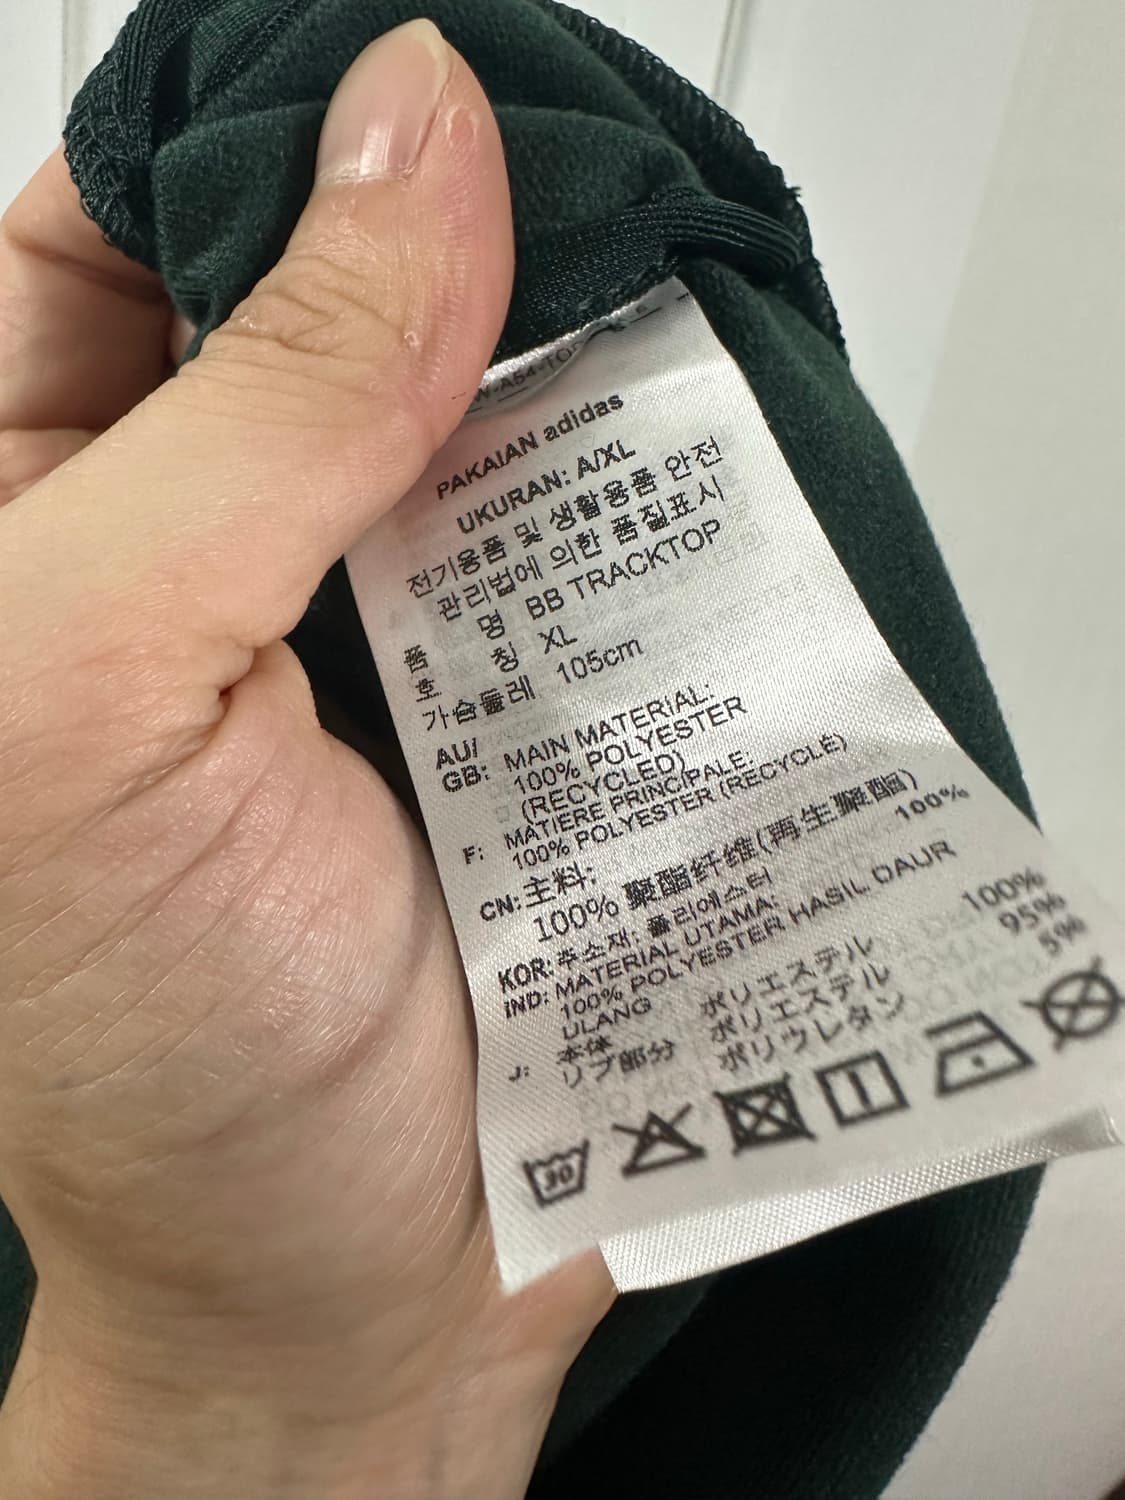 PAKAIAN adidas
UKURAN: A/XL
전기용품 및 생활용품 안전
관리법에 의한 품질표시
품 명 BB TRACKTOP
호 칭 XL
가슴둘레 105cm
AU/
GB: MAIN MATERIAL:
100% POLYESTER
(RECYCLED)
F: MATIERE PRINCIPALE:
100% POLYESTER (RECYCLÉ)
CN: 主料:
100% 聚酯纤维(再生聚酯)
KOR: 주소재: 폴리에스터 100%
IND: MATERIAL UTAMA:
100% POLYESTER HASIL DAUR
ULANG
J: 本体 ポリエステル 100%
リブ部分 ポリエステル 95%
ポリウレタン 5%
30